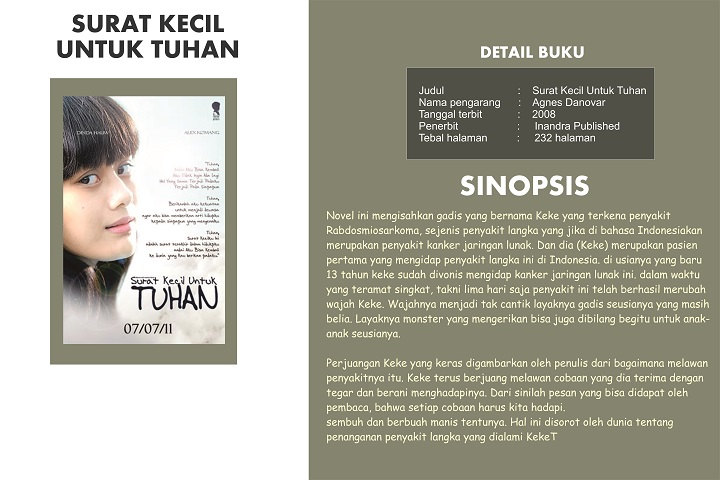 SURAT KECIL
UNTUK TUHAN
DINDA HAUW
ALEX KOMANG
"Tuhan,
Tuhan,
Tuhan,
Surat Kecil Untuk
TUHAN
07/07/11
DETAIL BUKU
Judul : Surat Kecil Untuk Tuhan
Nama pengarang : Agnes Danovar
Tanggal terbit : 2008
Penerbit : Inandra Published
Tebal halaman : 232 halaman
SINOPSIS
Novel ini mengisahkan gadis yang bernama Keke yang terkena penyakit
Rabdosmiosarkoma, sejenis penyakit langka yang jika di bahasa Indonesiakan
merupakan penyakit kanker jaringan lunak. Dan dia (Keke) merupakan pasien
pertama yang mengidap penyakit langka ini di Indonesia. di usianya yang baru
13 tahun keke sudah divonis mengidap kanker jaringan lunak ini. dalam waktu
yang teramat singkat, takni lima hari saja penyakit ini telah berhasil merubah
wajah Keke. Wajahnya menjadi tak cantik layaknya gadis seusianya yang masih
belia. Layaknya monster yang mengerikan bisa juga dibilang begitu untuk anak-
anak seusianya.
Perjuangan Keke yang keras digambarkan oleh penulis dari bagaimana melawan
penyakitnya itu. Keke terus berjuang melawan cobaan yang dia terima dengan
tegar dan berani menghadapinya. Dari sinilah pesan yang bisa didapat oleh
pembaca, bahwa setiap cobaan harus kita hadapi.
sembuh dan berbuah manis tentunya. Hal ini disorot oleh dunia tentang
penanganan penyakit langka yang dialami KekeT